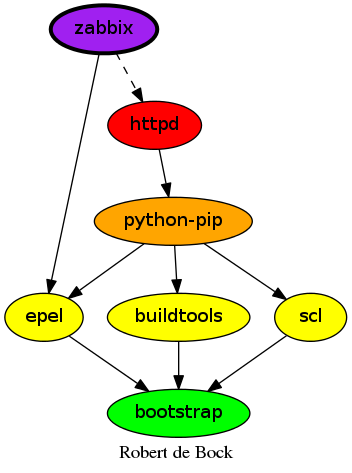 zabbix
httpd
python-pip
epel
buildtools
scl
bootstrap
Robert de Bock